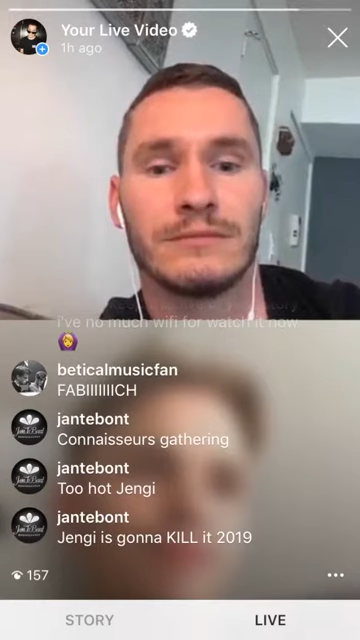 Your Live Video
1h ago
i've no much wifi for watch it now
🙆‍♀️
beticalmusicfan
FABIIIIIIICH
jantebont
Connaisseurs gathering
jantebont
Too hot Jengi
jantebont
Jengi is gonna KILL it 2019
157
STORY
LIVE